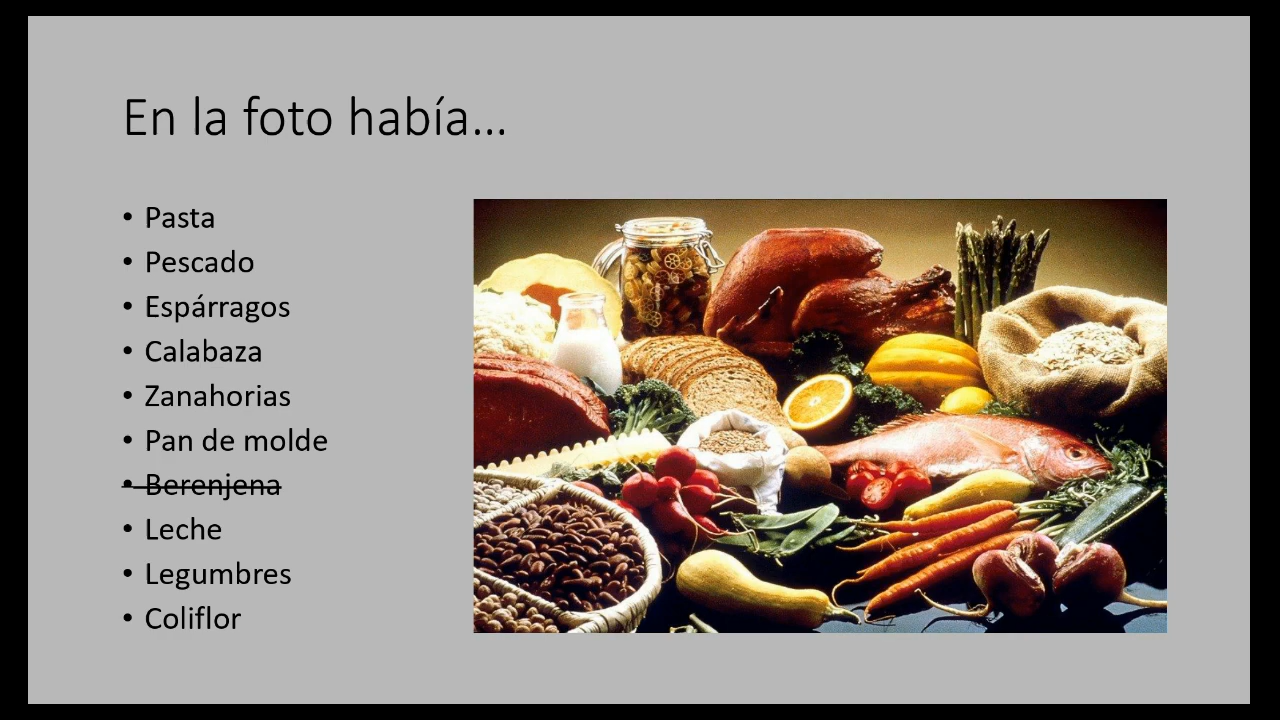 En la foto había...
• Pasta
• Pescado
• Espárragos
• Calabaza
• Zanahorias
• Pan de molde
• Berenjena
• Leche
• Legumbres
• Coliflor